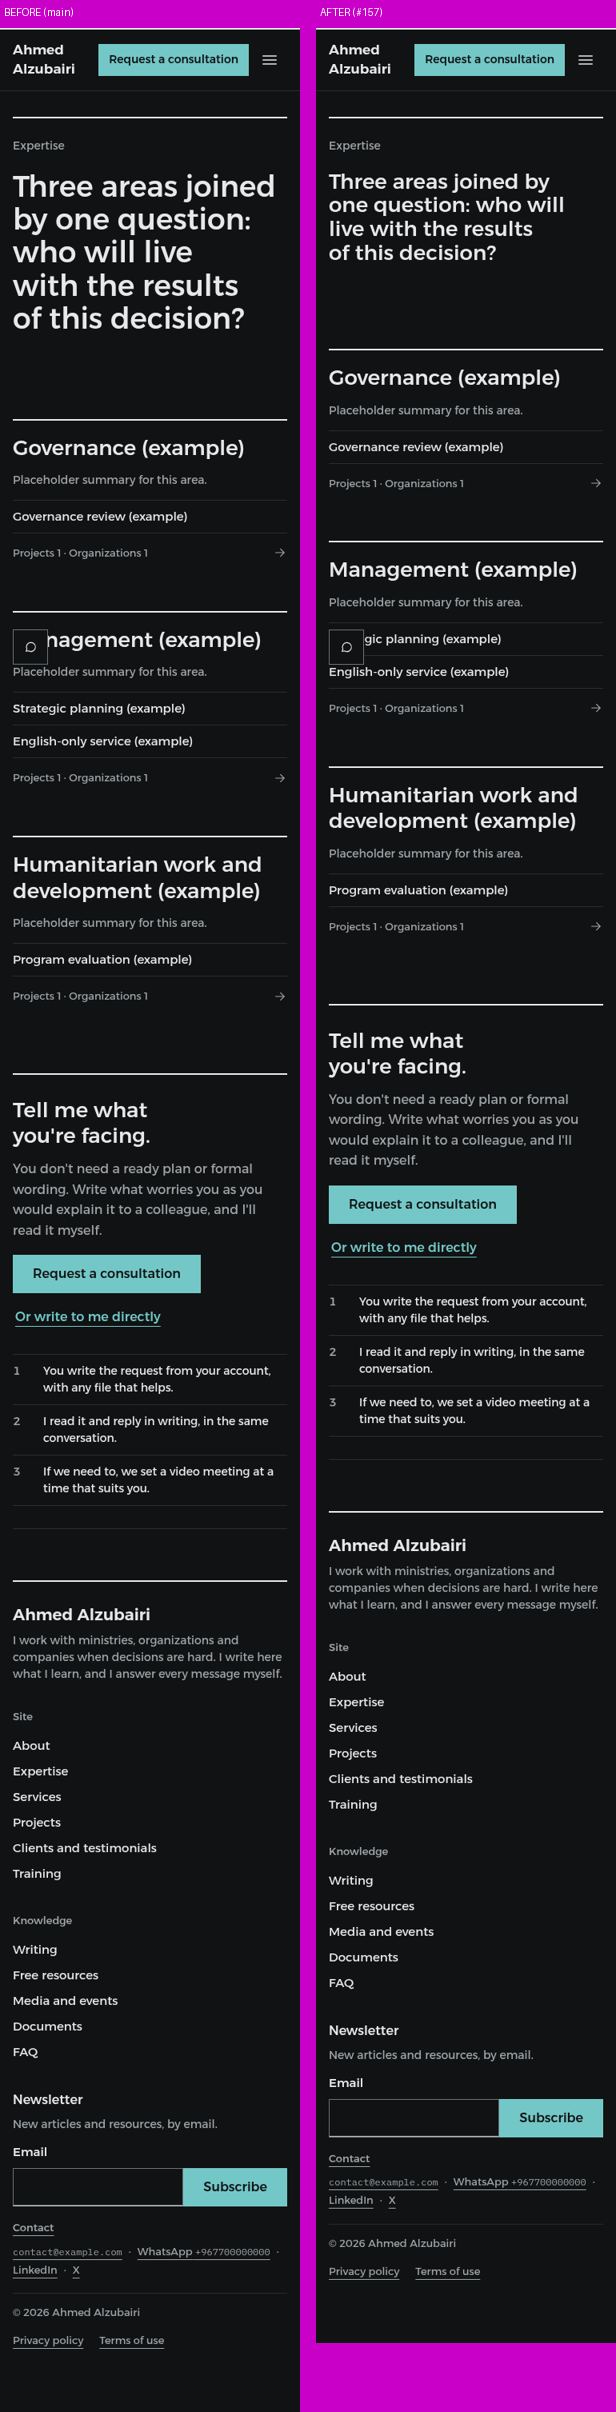 BEFORE (main)
Ahmed
Alzubairi
Request a consultation
Expertise
Three areas joined
by one question:
who will live
with the results
of this decision?
Governance (example)
Placeholder summary for this area.
Governance review (example)
Projects 1 · Organizations 1
nagement (example)
Placeholder summary for this area.
Strategic planning (example)
English-only service (example)
Projects 1 · Organizations 1
Humanitarian work and
development (example)
Placeholder summary for this area.
Program evaluation (example)
Projects 1 · Organizations 1
Tell me what
you're facing.
You don't need a ready plan or formal
wording. Write what worries you as you
would explain it to a colleague, and I'll
read it myself.
Request a consultation
Or write to me directly
1 You write the request from your account,
with any file that helps.
2 I read it and reply in writing, in the same
conversation.
3 If we need to, we set a video meeting at a
time that suits you.
Ahmed Alzubairi
I work with ministries, organizations and
companies when decisions are hard. I write here
what I learn, and I answer every message myself.
Site
About
Expertise
Services
Projects
Clients and testimonials
Training
Knowledge
Writing
Free resources
Media and events
Documents
FAQ
Newsletter
New articles and resources, by email.
Email
Subscribe
Contact
contact@example.com · WhatsApp +967700000000 ·
LinkedIn · X
© 2026 Ahmed Alzubairi
Privacy policy Terms of use
AFTER (#157)
Ahmed
Alzubairi
Request a consultation
Expertise
Three areas joined by
one question: who will
live with the results
of this decision?
Governance (example)
Placeholder summary for this area.
Governance review (example)
Projects 1 · Organizations 1
Management (example)
Placeholder summary for this area.
gic planning (example)
English-only service (example)
Projects 1 · Organizations 1
Humanitarian work and
development (example)
Placeholder summary for this area.
Program evaluation (example)
Projects 1 · Organizations 1
Tell me what
you're facing.
You don't need a ready plan or formal
wording. Write what worries you as you
would explain it to a colleague, and I'll
read it myself.
Request a consultation
Or write to me directly
1 You write the request from your account,
with any file that helps.
2 I read it and reply in writing, in the same
conversation.
3 If we need to, we set a video meeting at a
time that suits you.
Ahmed Alzubairi
I work with ministries, organizations and
companies when decisions are hard. I write here
what I learn, and I answer every message myself.
Site
About
Expertise
Services
Projects
Clients and testimonials
Training
Knowledge
Writing
Free resources
Media and events
Documents
FAQ
Newsletter
New articles and resources, by email.
Email
Subscribe
Contact
contact@example.com · WhatsApp +967700000000 ·
LinkedIn · X
© 2026 Ahmed Alzubairi
Privacy policy Terms of use